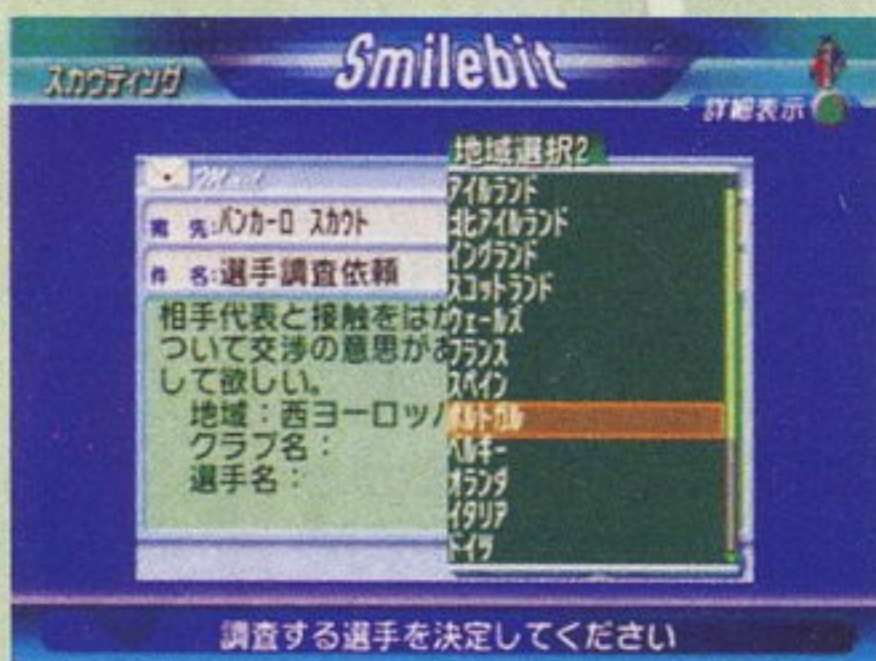 スカウティング
Smilebit
詳細表示
地域選択2
宛 先:バンカーロ スカウト
件 名:選手調査依頼
相手代表と接触をはか
ついて交渉の意思があ
して欲しい。
地域：西ヨーロッパ
クラブ名：
選手名：
アイルランド
北アイルランド
イングランド
スコットランド
ウェールズ
フランス
スペイン
ポルトガル
ベルギー
オランダ
イタリア
ドイツ
調査する選手を決定してください